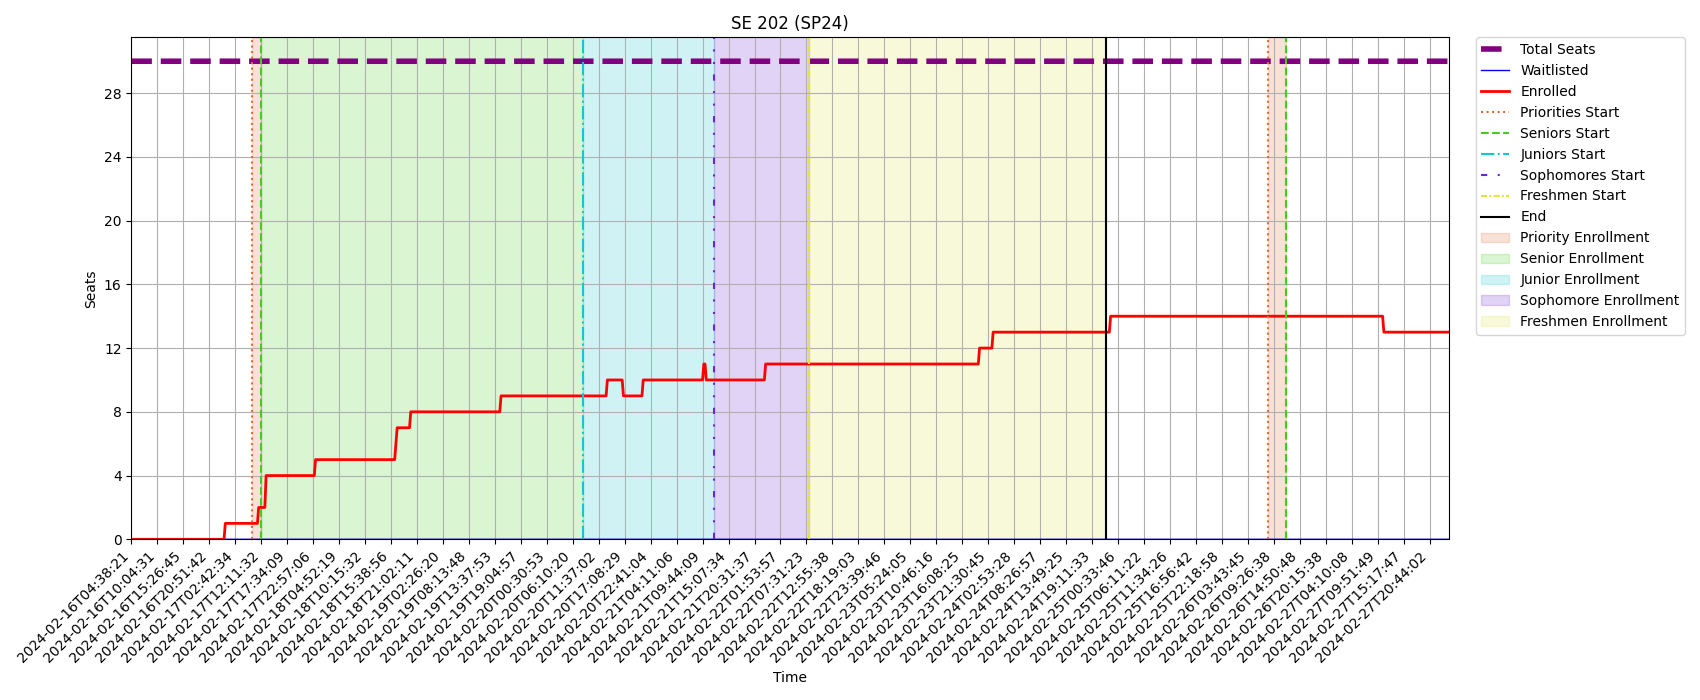 SE 202 (SP24)
Seats
28
24
20
16
12
8
4
0
2024-02-16T04:38:21
2024-02-16T10:04:31
2024-02-16T15:26:45
2024-02-16T20:51:42
2024-02-17T02:42:34
2024-02-17T12:11:32
2024-02-17T17:34:09
2024-02-17T22:57:06
2024-02-18T04:52:19
2024-02-18T10:15:32
2024-02-18T15:38:56
2024-02-18T21:02:11
2024-02-19T02:26:20
2024-02-19T08:13:48
2024-02-19T13:37:53
2024-02-19T19:04:57
2024-02-20T00:30:53
2024-02-20T06:10:20
2024-02-20T11:37:02
2024-02-20T17:08:29
2024-02-20T22:41:04
2024-02-21T04:11:06
2024-02-21T09:44:09
2024-02-21T15:07:34
2024-02-21T20:31:37
2024-02-22T01:53:57
2024-02-22T07:31:23
2024-02-22T12:55:38
2024-02-22T18:19:03
2024-02-22T23:39:46
2024-02-23T05:24:05
2024-02-23T10:46:16
2024-02-23T16:08:25
2024-02-23T21:30:45
2024-02-24T02:53:28
2024-02-24T08:26:57
2024-02-24T13:49:25
2024-02-24T19:11:33
2024-02-25T00:33:46
2024-02-25T06:11:22
2024-02-25T11:34:26
2024-02-25T16:56:42
2024-02-25T22:18:58
2024-02-26T03:43:45
2024-02-26T09:26:38
2024-02-26T14:50:48
2024-02-26T20:15:38
2024-02-27T04:10:08
2024-02-27T09:51:49
2024-02-27T15:17:47
2024-02-27T20:44:02
Time
Total Seats
Waitlisted
Enrolled
Priorities Start
Seniors Start
Juniors Start
Sophomores Start
Freshmen Start
End
Priority Enrollment
Senior Enrollment
Junior Enrollment
Sophomore Enrollment
Freshmen Enrollment